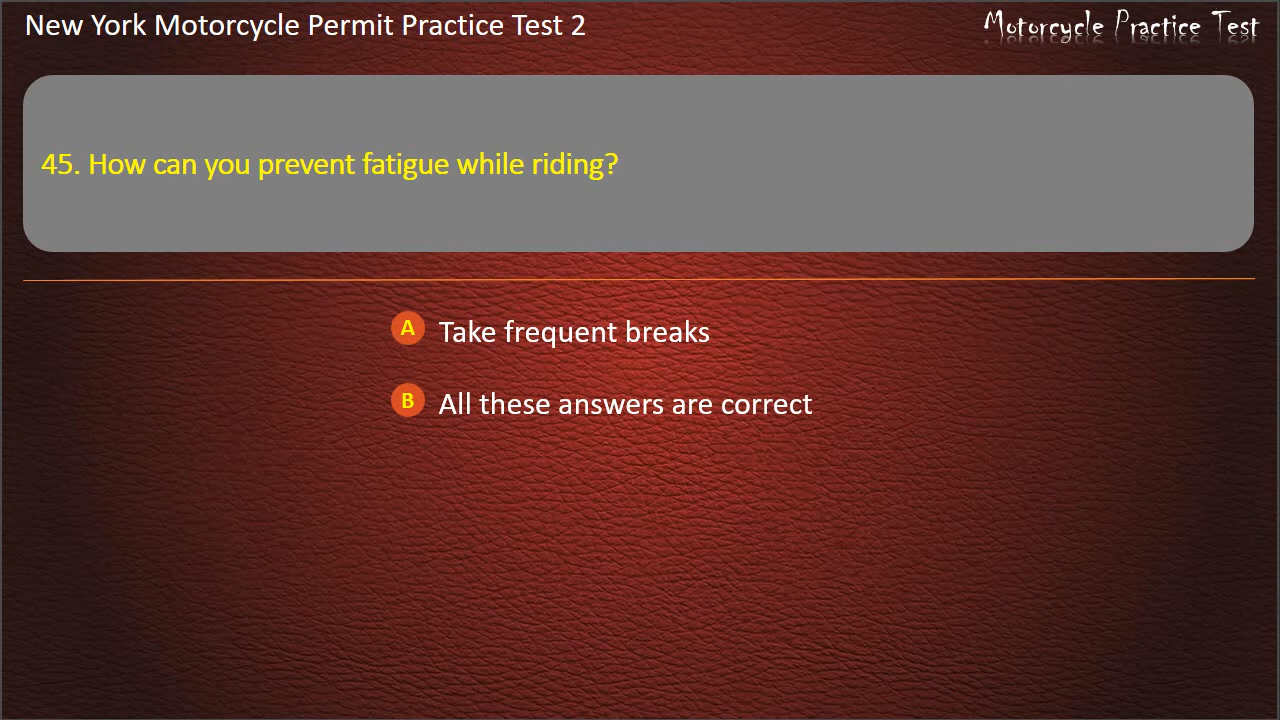 New York Motorcycle Permit Practice Test 2
Motorcycle Practice Test
45. How can you prevent fatigue while riding?
A Take frequent breaks
B All these answers are correct